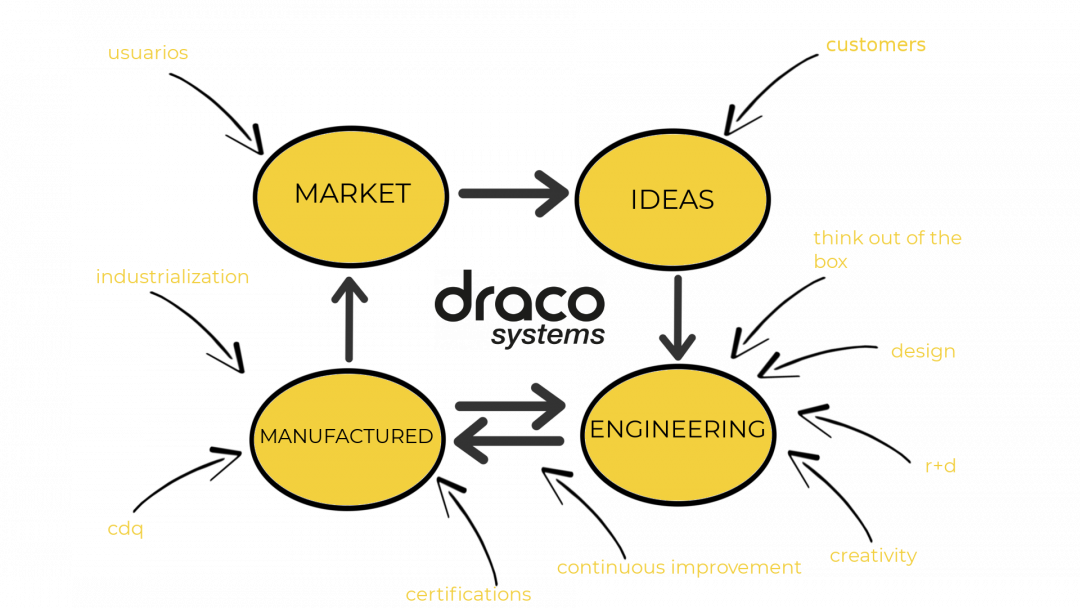 usuarios
customers
MARKET
IDEAS
think out of the
box
industrialization
draco
systems
design
MANUFACTURED
ENGINEERING
r+d
cdq
creativity
continuous improvement
certifications